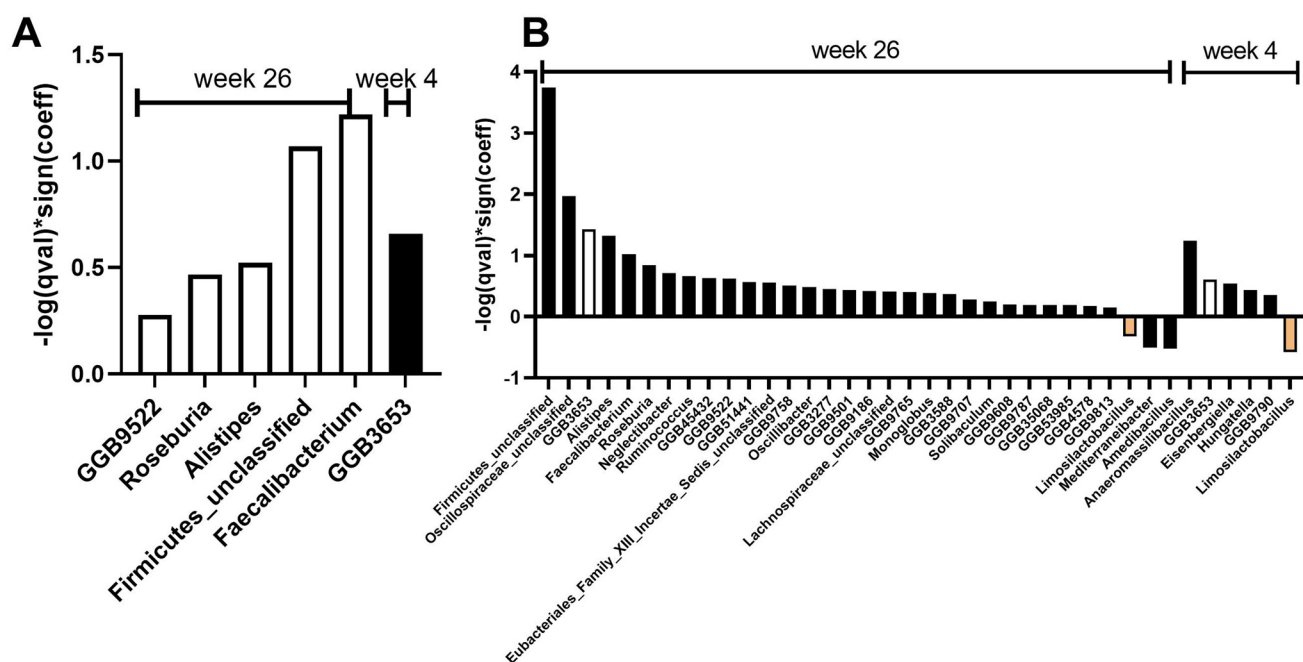 A
-log(qval)*sign(coeff)
1.5
1.0
0.5
0.0
week 26
week 4
GGB9522
Roseburia
Alistipes
Firmicutes_unclassified
Faecalibacterium
GGB3653
B
-log(qval)*sign(coeff)
4
3
2
1
0
-1
week 26
week 4
Firmicutes_unclassified
Oscillospiraceae_unclassified
GGB3653
Alistipes
Faecalibacterium
Roseburia
Neglectibacter
Ruminococcus
GGB45432
GGB9522
GGB51441
Eubacteriales_Family_XIII_Incertae_Sedis_unclassified
GGB9758
Oscillibacter
GGB3277
GGB9501
GGB9186
Lachnospiraceae_unclassified
GGB9765
Monoglobus
GGB3588
GGB9707
Solibaculum
GGB9608
GGB9787
GGB35068
GGB53985
GGB4578
GGB9813
Limosilactobacillus
Mediterraneibacter
Amedibacillus
Anaeromassilibacillus
GGB3653
Eisenbergiella
Hungatella
GGB9790
Limosilactobacillus